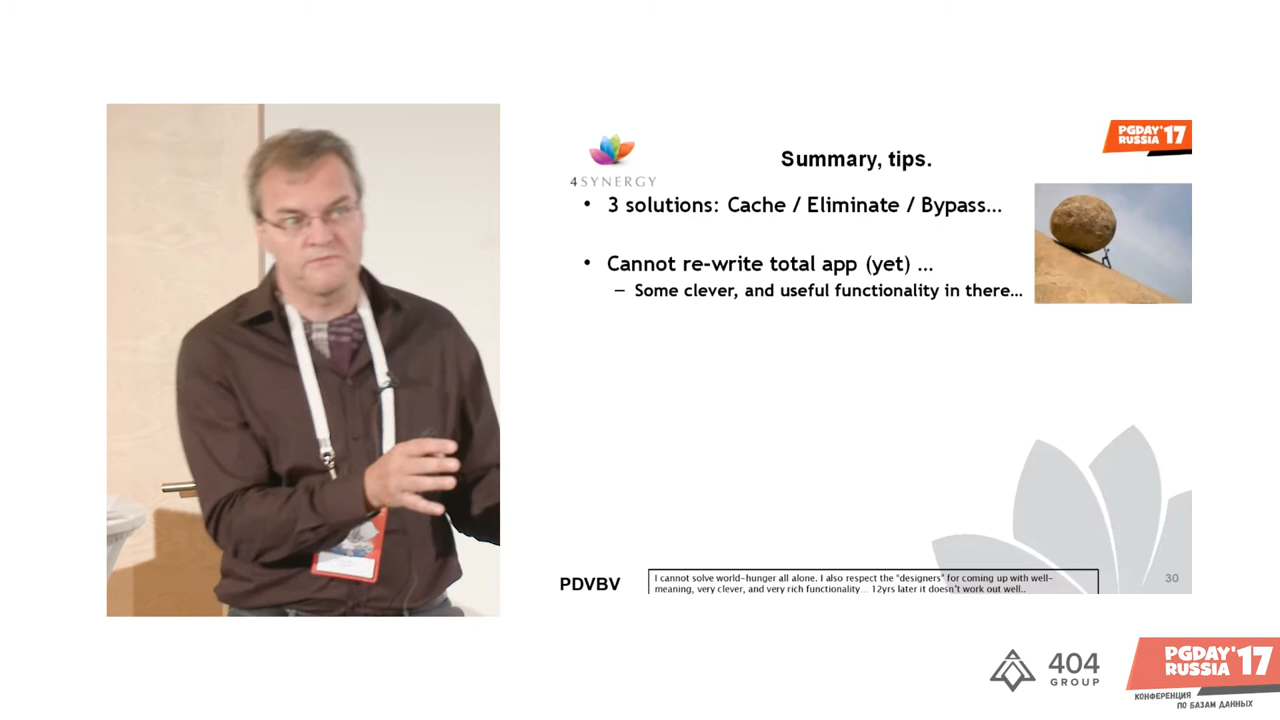 4SYNERGY
Summary, tips.
PGDAY'17
RUSSIA
• 3 solutions: Cache / Eliminate / Bypass...
• Cannot re-write total app (yet) ...
– Some clever, and useful functionality in there...
PDVBV
I cannot solve world-hunger all alone. I also respect the "designers" for coming up with well-
meaning, very clever, and very rich functionality... 12yrs later it doesn't work out well..
30
404
GROUP
PGDAY'17
RUSSIA
КОНФЕРЕНЦИЯ
ПО БАЗАМ ДАННЫХ